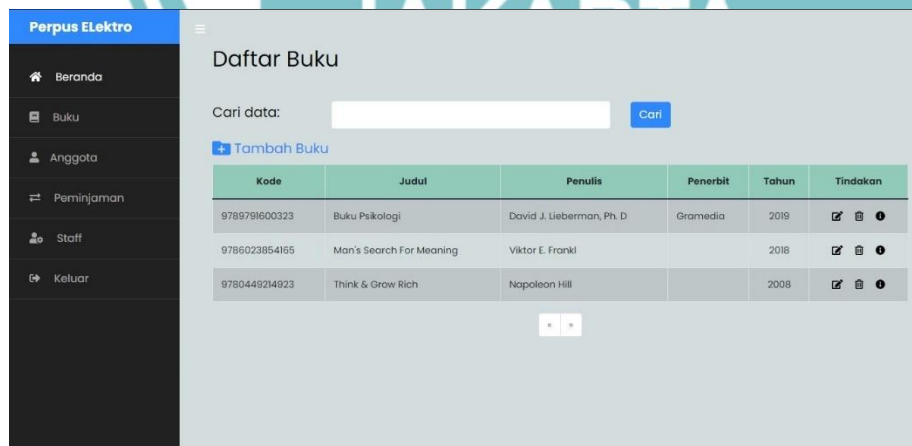 JAKARTA
Perpus ELektro
Beranda
Buku
Anggota
Peminjaman
Staff
Keluar
Daftar Buku
Cari data:
Cari
Tambah Buku
Kode Judul Penulis Penerbit Tahun Tindakan
9789791600323 Buku Psikologi David J. Lieberman, Ph. D Gramedia 2019
9786023854165 Man's Search For Meaning Viktor E. Frankl 2018
9780449214923 Think & Grow Rich Napoleon Hill 2008
« »